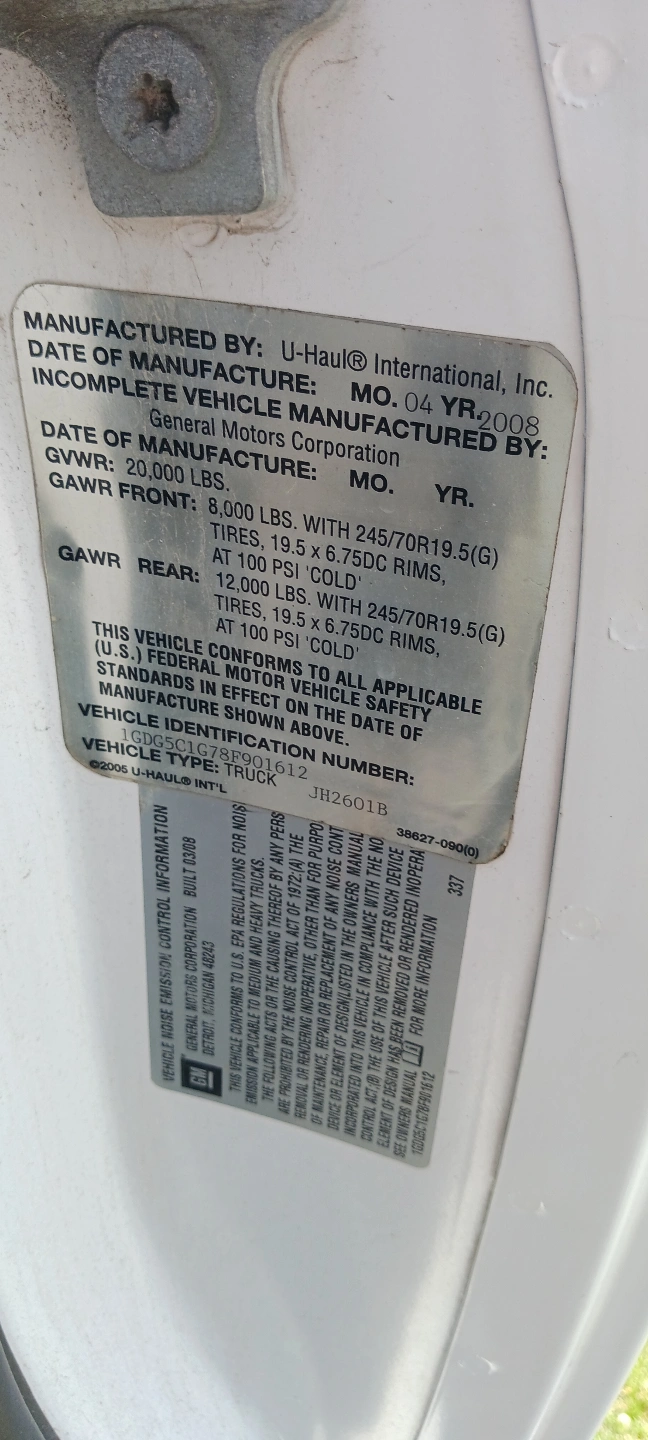 MANUFACTURED BY: U-Haul® International, Inc.
DATE OF MANUFACTURE: MO. 04 YR. 2008
INCOMPLETE VEHICLE MANUFACTURED BY:
General Motors Corporation
DATE OF MANUFACTURE: MO. YR.
GVWR: 20,000 LBS.
GAWR FRONT: 8,000 LBS. WITH 245/70R19.5(G)
TIRES, 19.5 x 6.75DC RIMS,
AT 100 PSI 'COLD'
GAWR REAR: 12,000 LBS. WITH 245/70R19.5(G)
TIRES, 19.5 x 6.75DC RIMS,
AT 100 PSI 'COLD'
THIS VEHICLE CONFORMS TO ALL APPLICABLE
(U.S.) FEDERAL MOTOR VEHICLE SAFETY
STANDARDS IN EFFECT ON THE DATE OF
MANUFACTURE SHOWN ABOVE.
VEHICLE IDENTIFICATION NUMBER:
1GDG5C1G78F901612
VEHICLE TYPE: TRUCK JH2601B
©2005 U-HAUL® INT'L
38627-090(0)
VEHICLE NOISE EMISSION CONTROL INFORMATION
GM
GENERAL MOTORS CORPORATION BUILT 03/08
DETROIT, MICHIGAN 48243
THIS VEHICLE CONFORMS TO U.S. EPA REGULATIONS FOR NOIS
EMISSION APPLICABLE TO MEDIUM AND HEAVY TRUCKS.
THE FOLLOWING ACTS OR THE CAUSING THEREOF BY ANY PERS
ARE PROHIBITED BY THE NOISE CONTROL ACT OF 1972:(A) THE
REMOVAL OR RENDERING INOPERATIVE, OTHER THAN FOR PURPO
OF MAINTENANCE, REPAIR OR REPLACEMENT OF ANY NOISE CONT
DEVICE OR ELEMENT OF DESIGN(LISTED IN THE OWNERS MANUAL
INCORPORATED INTO THIS VEHICLE IN COMPLIANCE WITH THE NO
CONTROL ACT (B) THE USE OF THIS VEHICLE AFTER SUCH DEVICE
ELEMENT OF DESIGN HAS BEEN REMOVED OR RENDERED INOPERA
SEE OWNERS MANUAL FOR MORE INFORMATION
1GDG5C1G78F901612 337